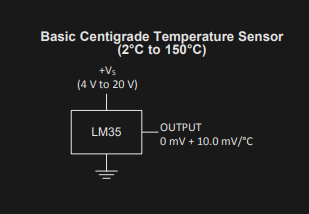 Basic Centigrade Temperature Sensor
(2°C to 150°C)
+Vs
(4 V to 20 V)
LM35
OUTPUT
0 mV + 10.0 mV/°C